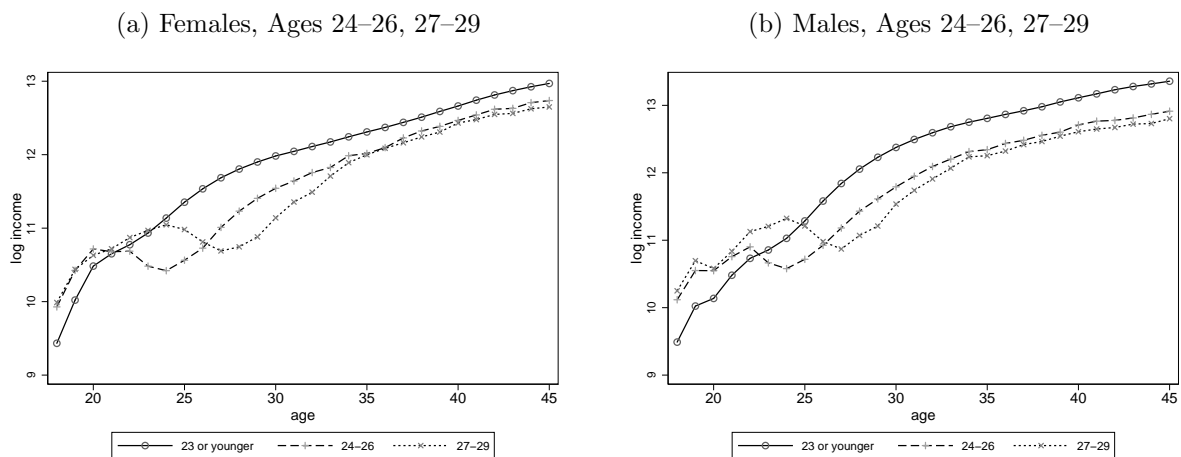 (a) Females, Ages 24–26, 27–29
13
12
11
10
9
log income
20 25 30 35 40 45
age
23 or younger 24–26 27–29
(b) Males, Ages 24–26, 27–29
13
12
11
10
9
log income
20 25 30 35 40 45
age
23 or younger 24–26 27–29